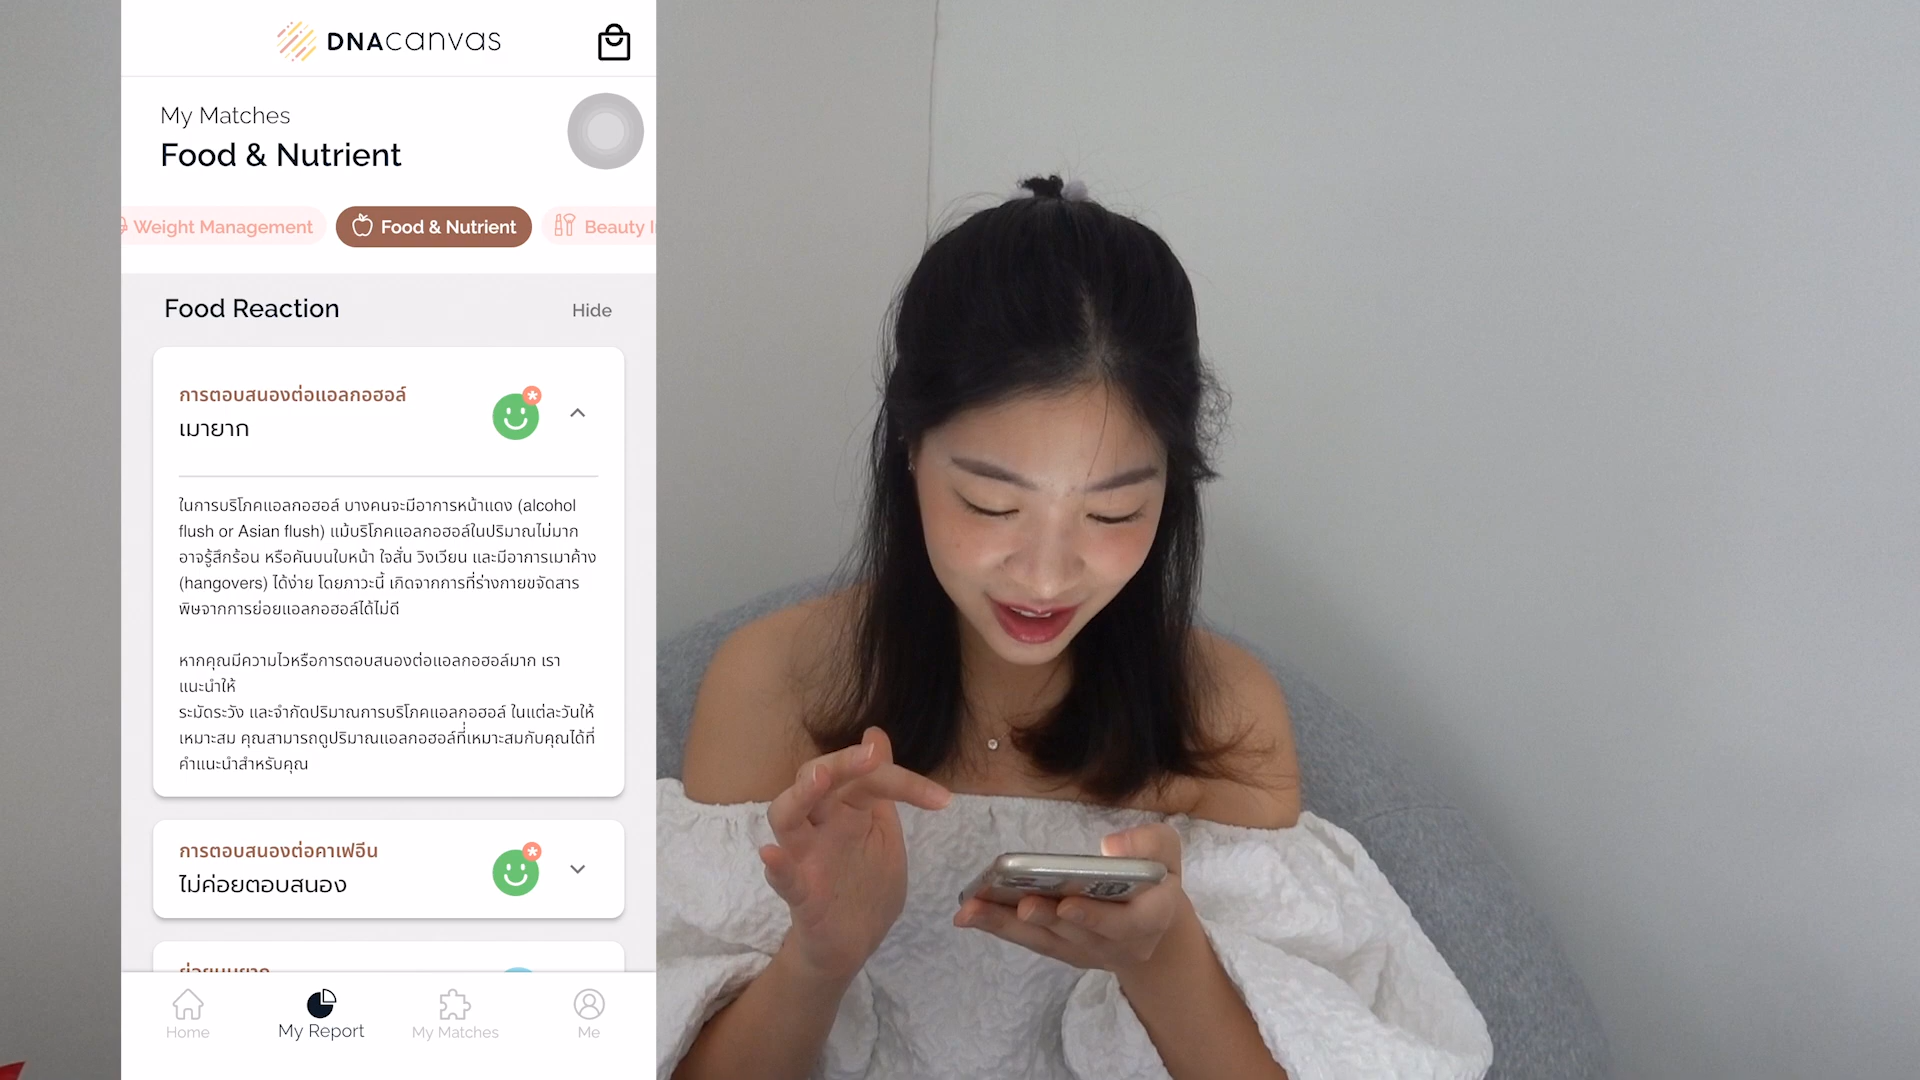 DNAcanvas
My Matches
Food & Nutrient
Weight Management
Food & Nutrient
Beauty
Food Reaction
Hide
การตอบสนองต่อแอลกอฮอล์
เมายาก
ในการบริโภคแอลกอฮอล์ บางคนจะมีอาการหน้าแดง (alcohol
flush or Asian flush) แม้บริโภคแอลกอฮอล์ในปริมาณไม่มาก
อาจรู้สึกร้อน หรือคันบนใบหน้า ใจสั่น วิงเวียน และมีอาการเมาค้าง
(hangovers) ได้ง่าย โดยภาวะนี้ เกิดจากการที่ร่างกายขจัดสาร
พิษจากการย่อยแอลกอฮอล์ได้ไม่ดี
หากคุณมีความไวหรือการตอบสนองต่อแอลกอฮอล์มาก เรา
แนะนำให้
ระมัดระวัง และจำกัดปริมาณการบริโภคแอลกอฮอล์ ในแต่ละวันให้
เหมาะสม คุณสามารถดูปริมาณแอลกอฮอล์ที่เหมาะสมกับคุณได้ที่
คำแนะนำสำหรับคุณ
การตอบสนองต่อคาเฟอีน
ไม่ค่อยตอบสนอง
Home
My Report
My Matches
Me